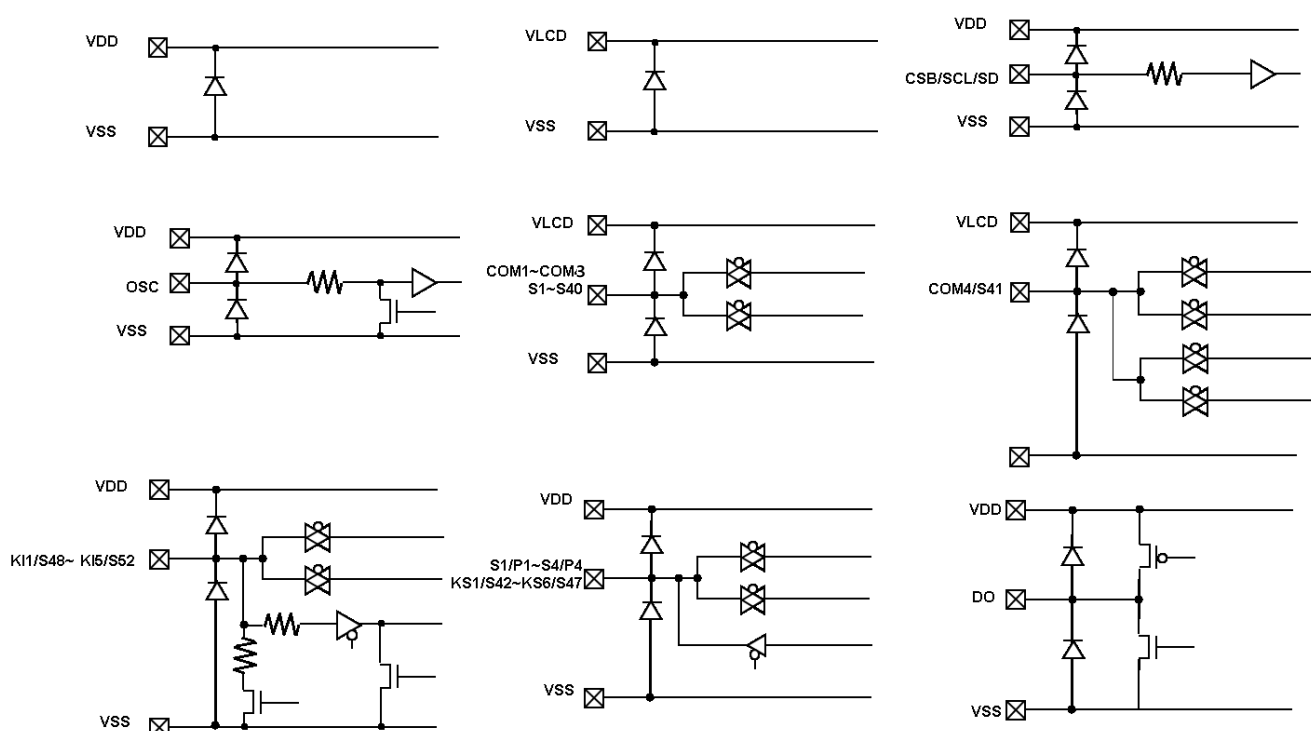 VDD
VSS
VLCD
VSS
VDD
CSB/SCL/SD
VSS
VDD
OSC
VSS
VLCD
COM1~COM3
S1~S40
VSS
VLCD
COM4/S41
VDD
KI1/S48~ KI5/S52
VSS
VDD
S1/P1~S4/P4
KS1/S42~KS6/S47
VSS
VDD
DO
VSS